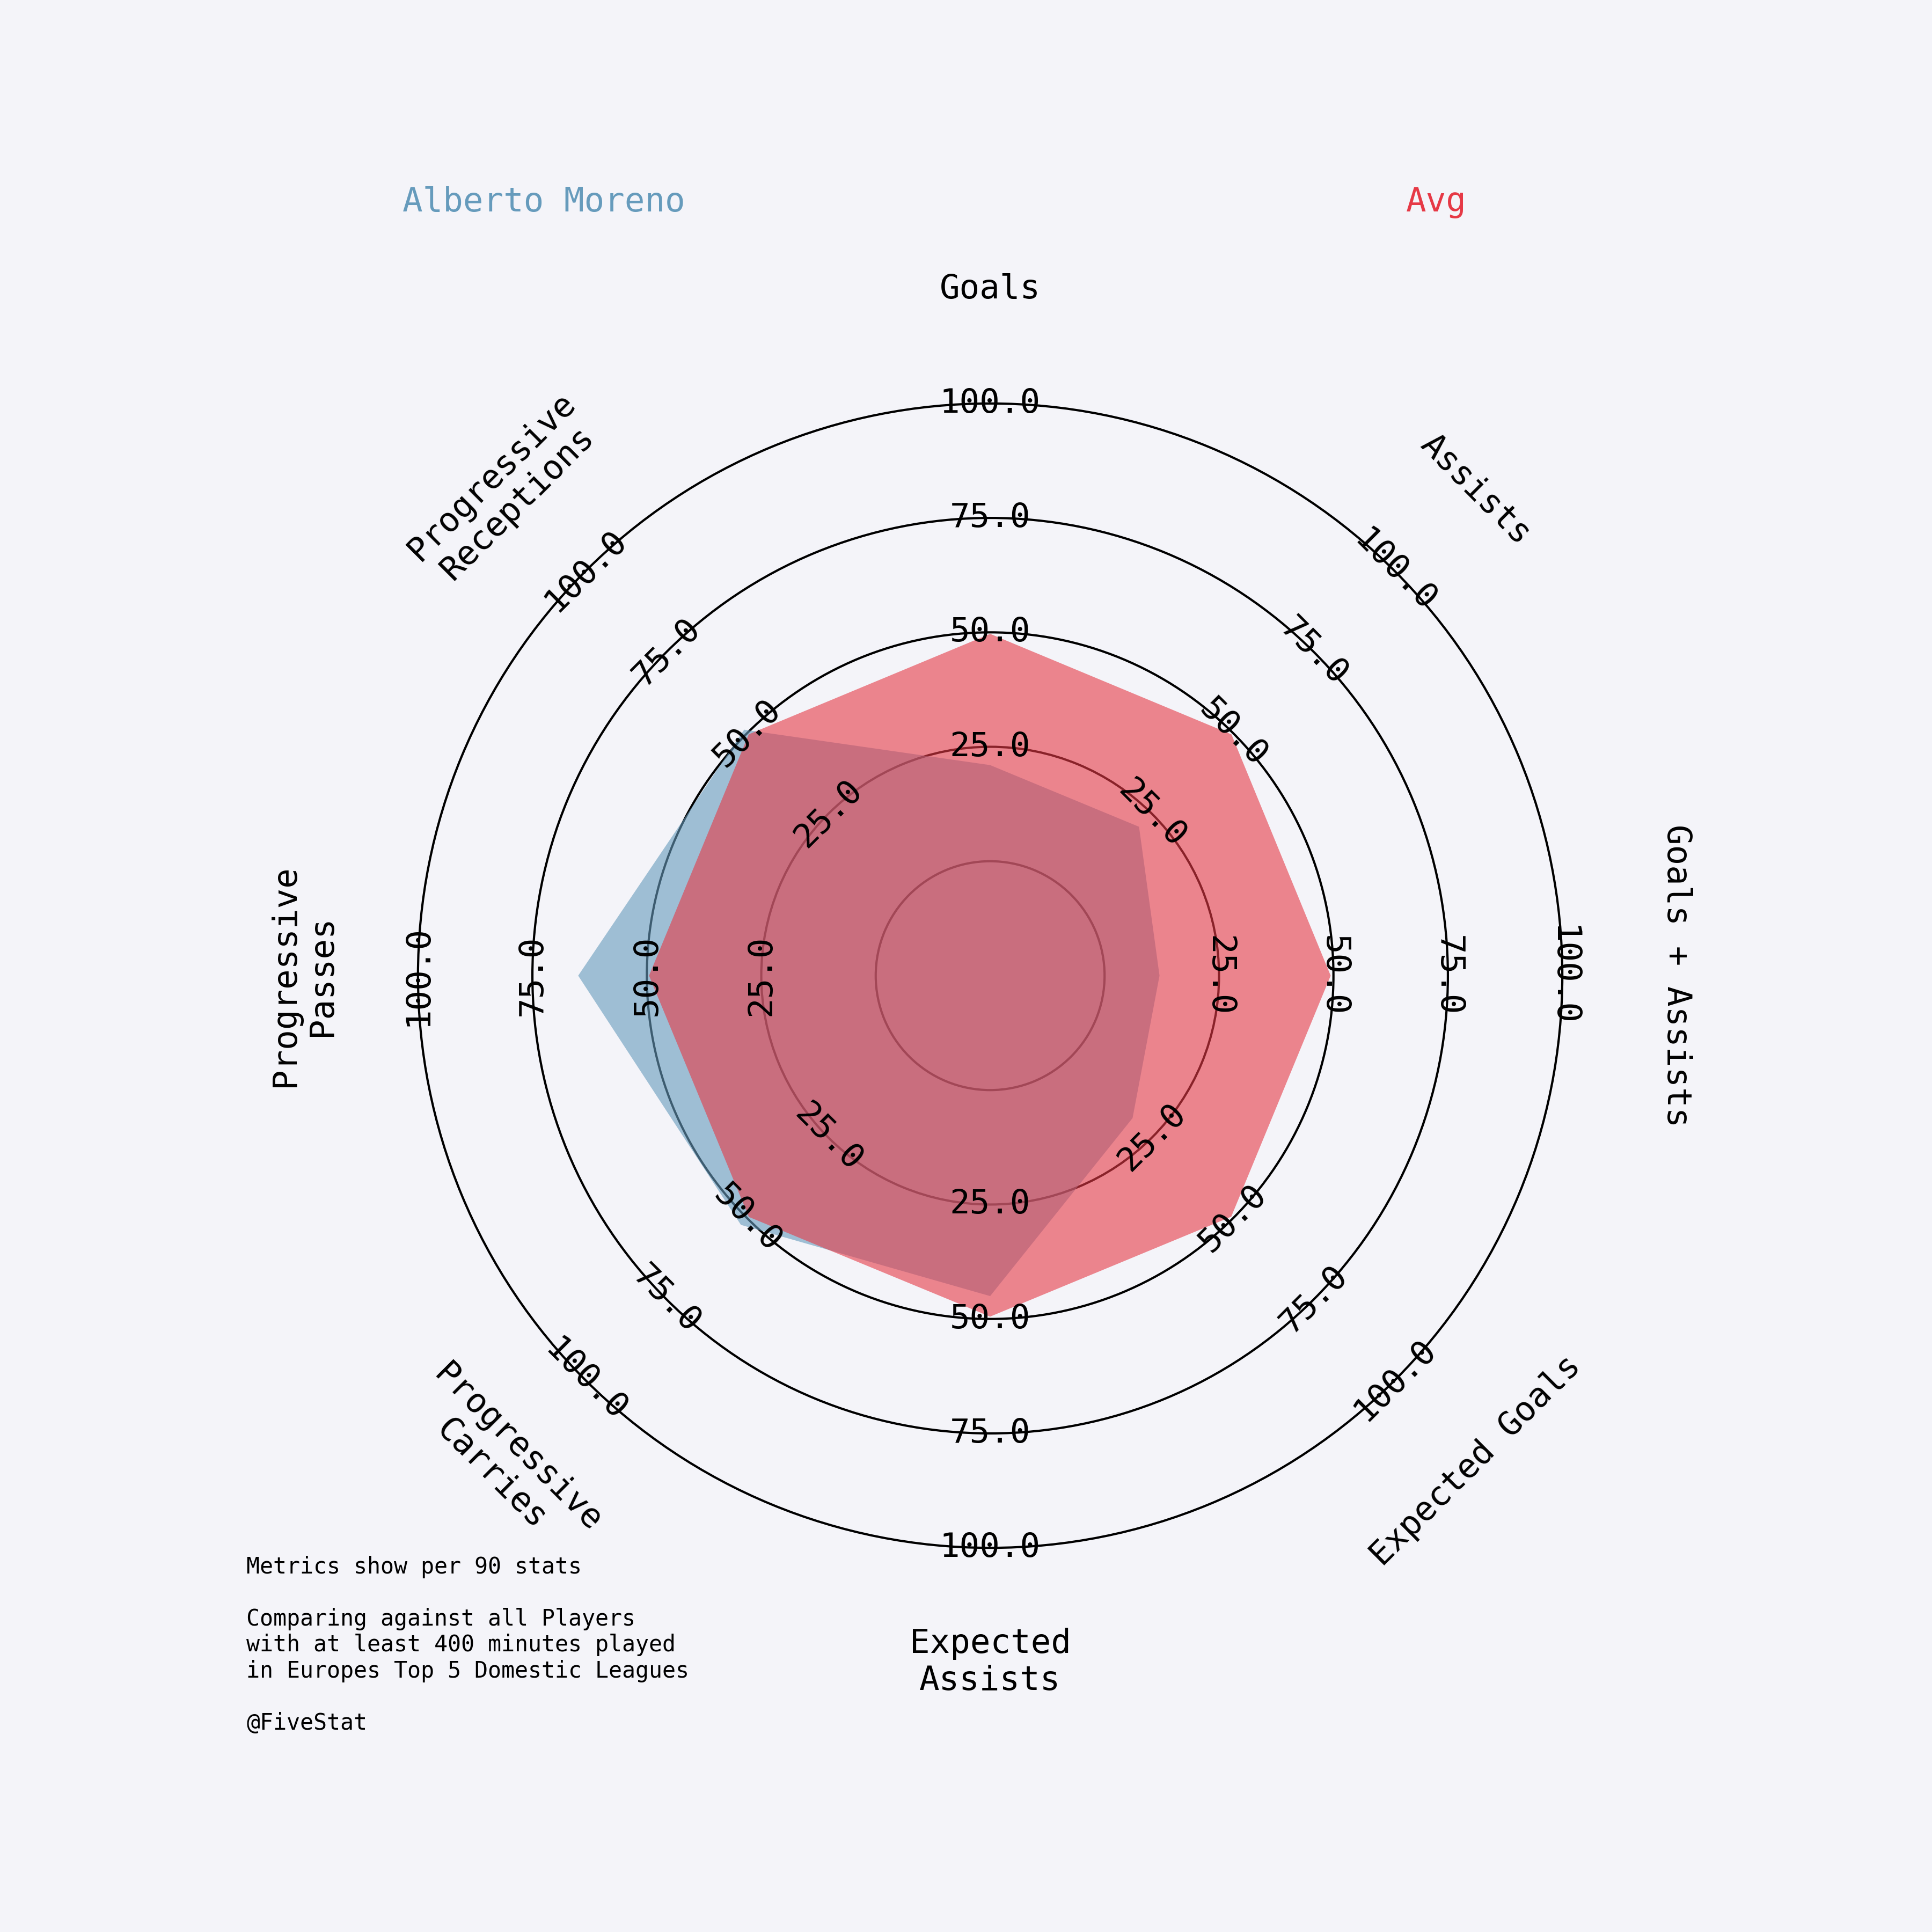 Alberto Moreno
Avg
Goals
Assists
Goals + Assists
Expected Goals
Expected
Assists
Progressive
Carries
Progressive
Passes
Progressive
Receptions
100.0
75.0
50.0
25.0
100.0
75.0
50.0
25.0
100.0
75.0
50.0
25.0
100.0
75.0
50.0
25.0
25.0
50.0
75.0
100.0
25.0
50.0
75.0
100.0
100.0
75.0
50.0
25.0
100.0
75.0
50.0
25.0
Metrics show per 90 stats
Comparing against all Players
with at least 400 minutes played
in Europes Top 5 Domestic Leagues
@FiveStat